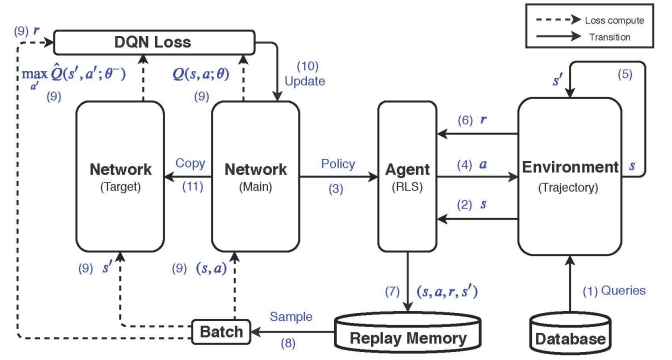 Loss compute
Transition
(9) r
DQN Loss
max Q̂(s′, a′; θ⁻)
a′
(9)
Q(s, a; θ)
(9)
(10)
Update
s′
(5)
Network
(Target)
Copy
(11)
Network
(Main)
Policy
(3)
Agent
(RLS)
(6) r
(4) a
(2) s
Environment
(Trajectory)
s
(9) s′
(9) (s, a)
(7) (s, a, r, s′)
(1) Queries
Batch
Sample
(8)
Replay Memory
Database